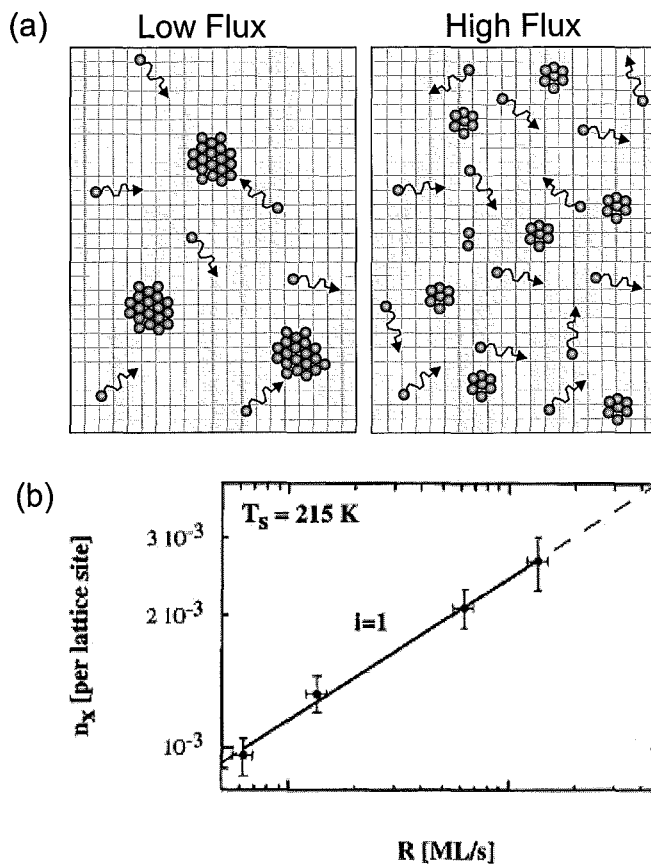 (a)
Low Flux
High Flux
(b)
T_S = 215 K
3 10^-3
2 10^-3
10^-3
i=1
n_x [per lattice site]
R [ML/s]